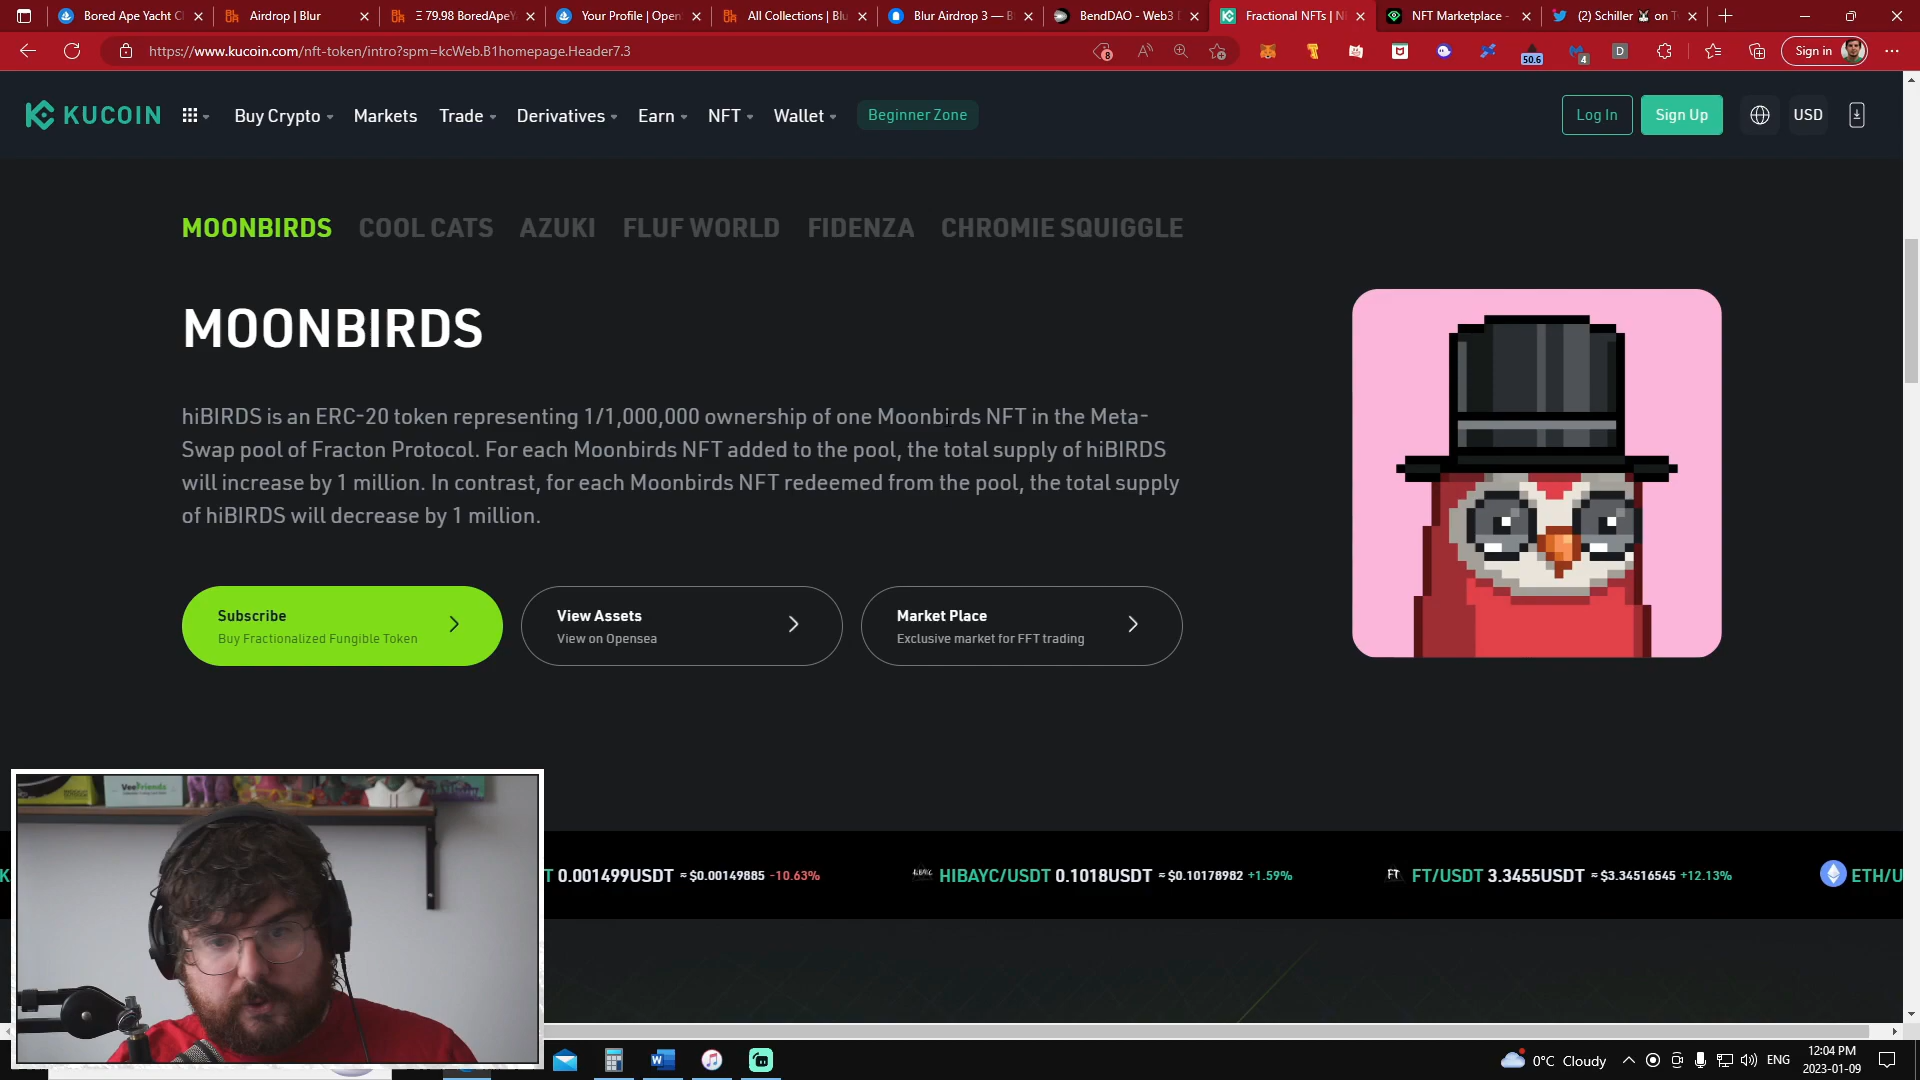 Bored Ape Yacht Cl
Airdrop | Blur
Ξ 79.98 BoredApeY
Your Profile | OpenS
All Collections | Blu
Blur Airdrop 3 — B
BendDAO - Web3 D
Fractional NFTs | N
NFT Marketplace -
(2) Schiller on T
https://www.kucoin.com/nft-token/intro?spm=kcWeb.B1homepage.Header7.3
50.6
4
D
Sign in
KUCOIN
Buy Crypto
Markets
Trade
Derivatives
Earn
NFT
Wallet
Beginner Zone
Log In
Sign Up
USD
MOONBIRDS COOL CATS AZUKI FLUF WORLD FIDENZA CHROMIE SQUIGGLE
MOONBIRDS
hiBIRDS is an ERC-20 token representing 1/1,000,000 ownership of one Moonbirds NFT in the Meta-
Swap pool of Fracton Protocol. For each Moonbirds NFT added to the pool, the total supply of hiBIRDS
will increase by 1 million. In contrast, for each Moonbirds NFT redeemed from the pool, the total supply
of hiBIRDS will decrease by 1 million.
Subscribe
Buy Fractionalized Fungible Token
View Assets
View on Opensea
Market Place
Exclusive market for FFT trading
VeeFriends
K
T 0.001499USDT ≈ $0.00149885 -10.63%
HIBAYC/USDT 0.1018USDT ≈ $0.10178982 +1.59%
FT/USDT 3.3455USDT ≈ $3.34516545 +12.13%
ETH/U
0°C Cloudy
ENG
12:04 PM
2023-01-09